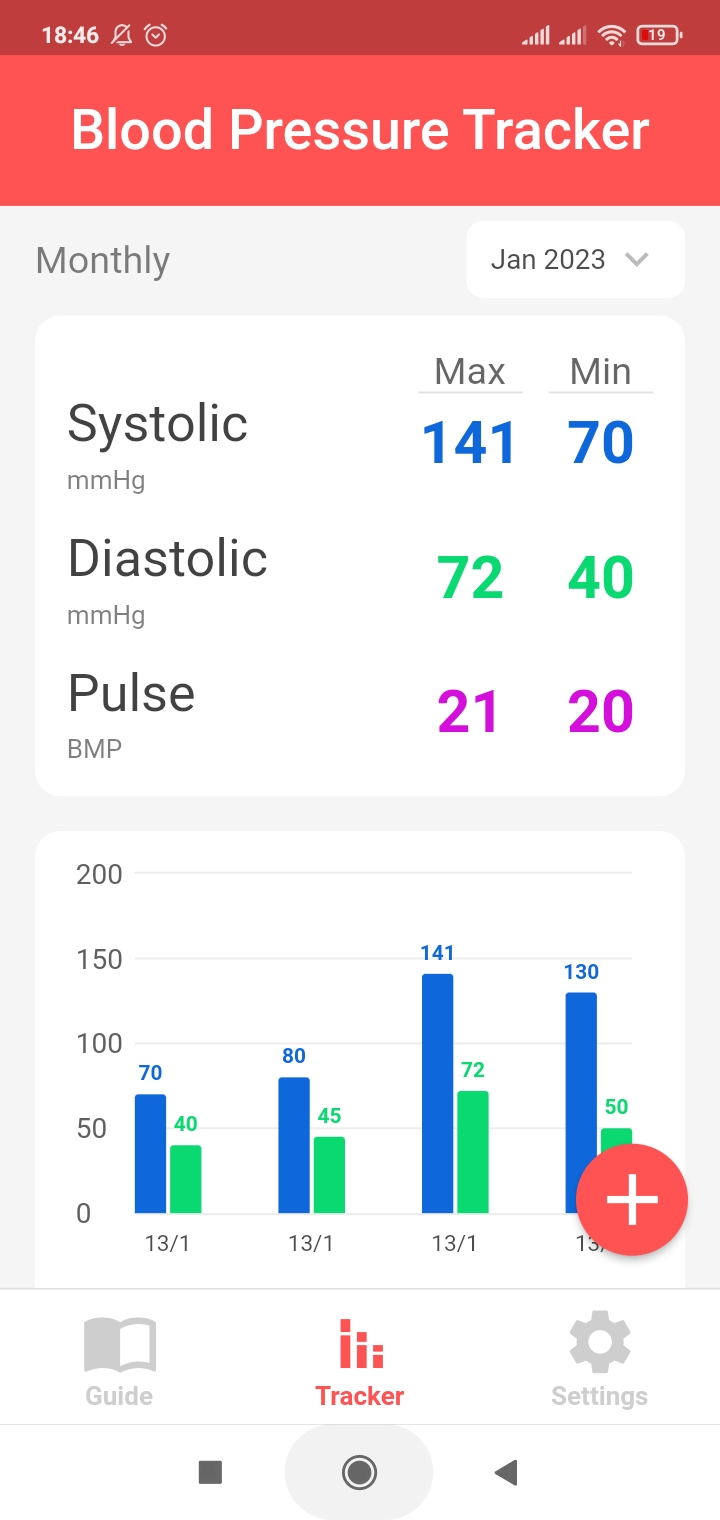 18:46 19
Blood Pressure Tracker
Monthly Jan 2023
Max Min
Systolic 141 70
mmHg
Diastolic 72 40
mmHg
Pulse 21 20
BMP
200
150
100
50
0
70 40 80 45 141 72 130 50
13/1 13/1 13/1 13/
Guide Tracker Settings